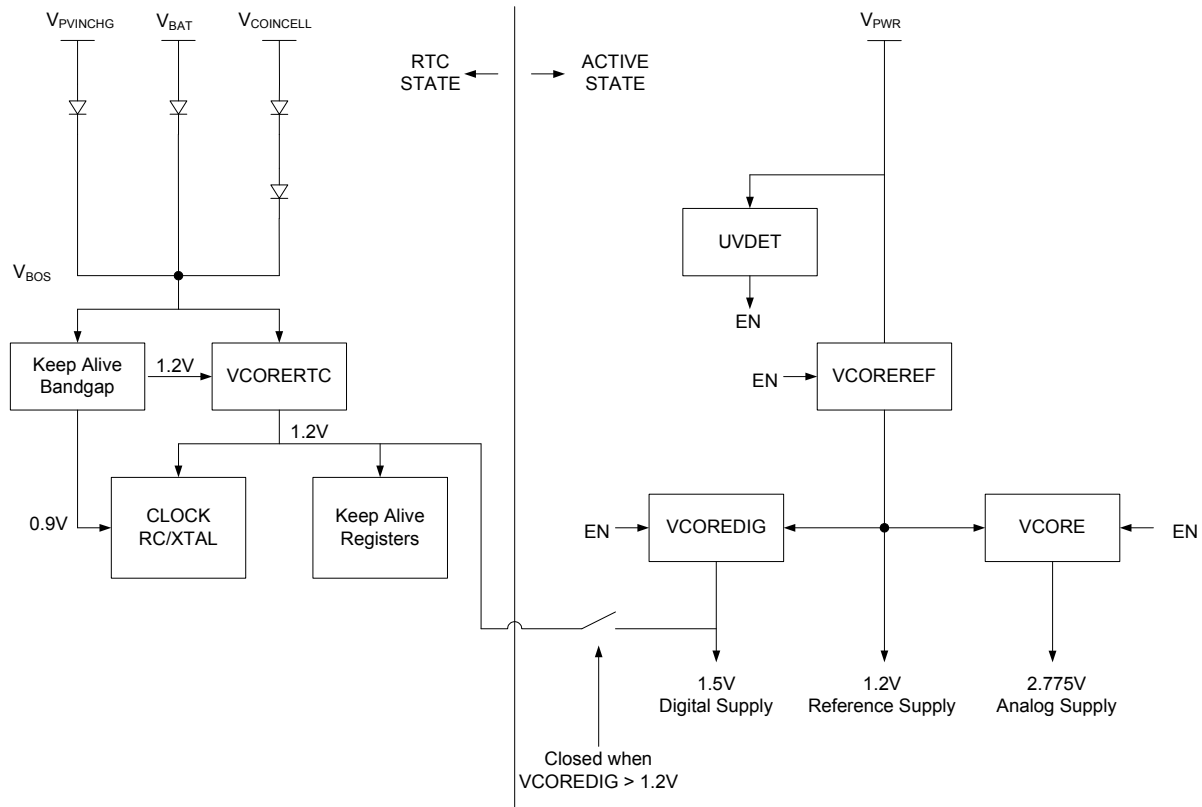 VPVINCHG
VBAT
VCOINCELL
VPWR
RTC
STATE
ACTIVE
STATE
UVDET
VBOS
EN
Keep Alive
Bandgap
1.2V
VCORERTC
EN
VCOREREF
1.2V
0.9V
CLOCK
RC/XTAL
Keep Alive
Registers
EN
VCOREDIG
VCORE
EN
1.5V
Digital Supply
1.2V
Reference Supply
2.775V
Analog Supply
Closed when
VCOREDIG > 1.2V